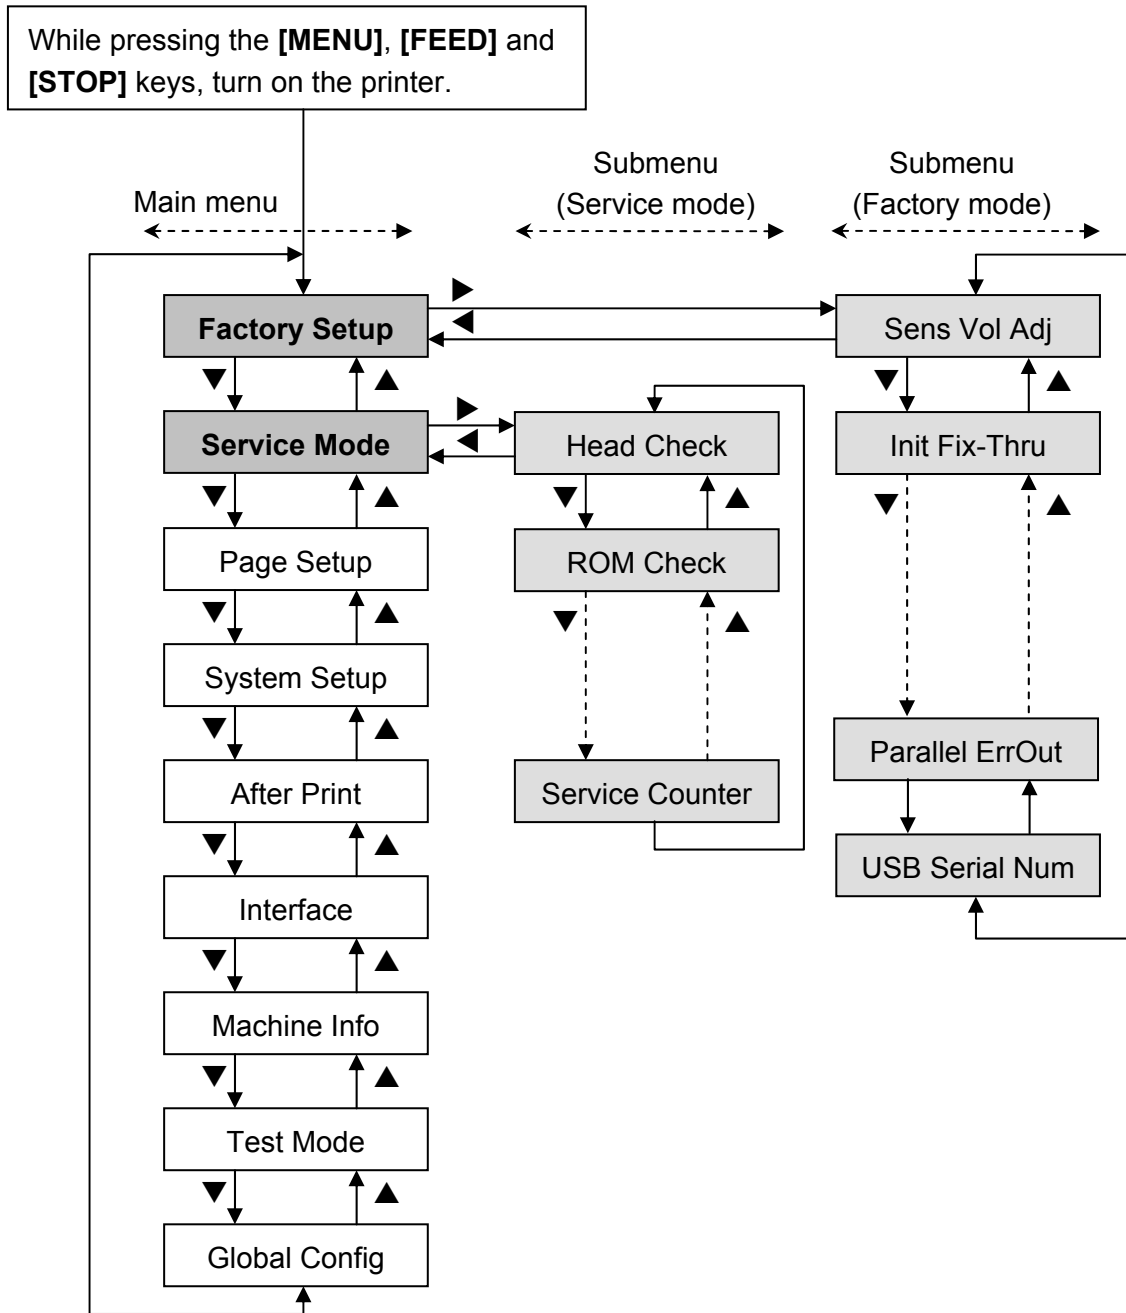 While pressing the [MENU], [FEED] and
[STOP] keys, turn on the printer.
Main menu
Submenu
(Service mode)
Submenu
(Factory mode)
Factory Setup
Sens Vol Adj
Service Mode
Head Check
Init Fix-Thru
Page Setup
ROM Check
System Setup
Parallel ErrOut
After Print
Service Counter
USB Serial Num
Interface
Machine Info
Test Mode
Global Config